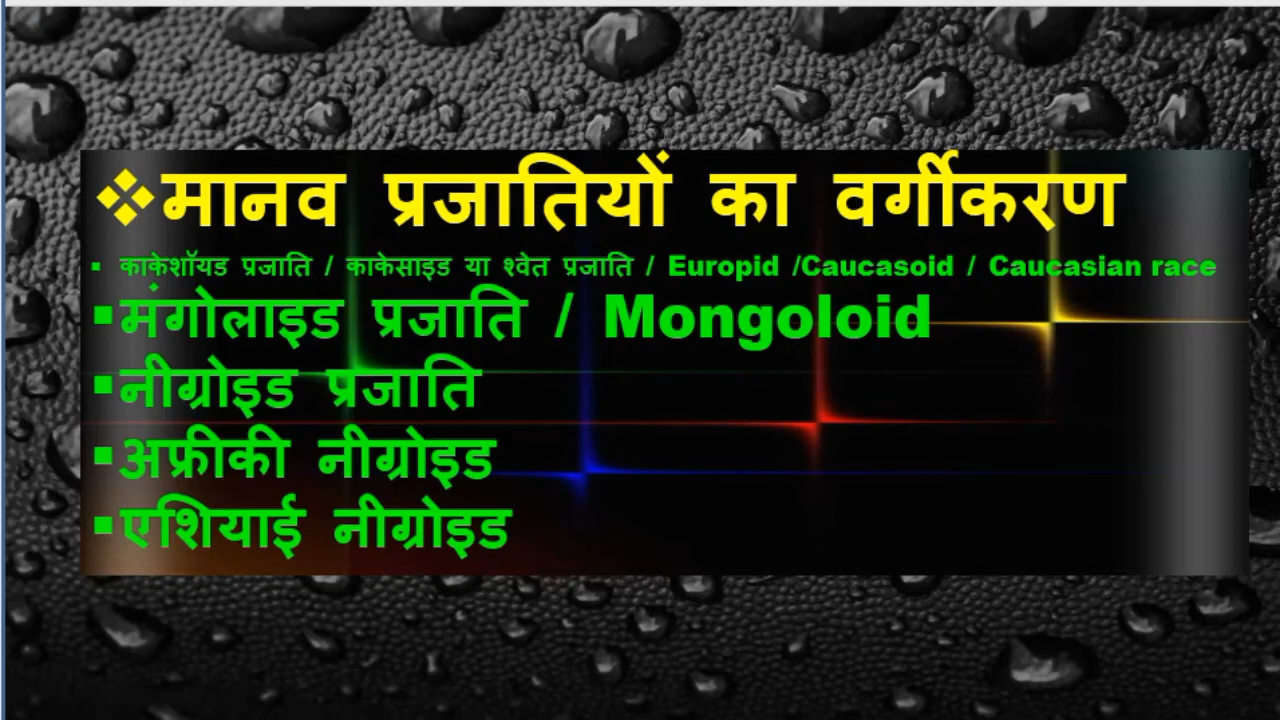 ❖मानव प्रजातियों का वर्गीकरण
▪ काकेशॉयड प्रजाति / काकेसाइड या श्वेत प्रजाति / Europid /Caucasoid / Caucasian race
▪मंगोलाइड प्रजाति / Mongoloid
▪नीग्रोइड प्रजाति
▪अफ्रीकी नीग्रोइड
▪एशियाई नीग्रोइड